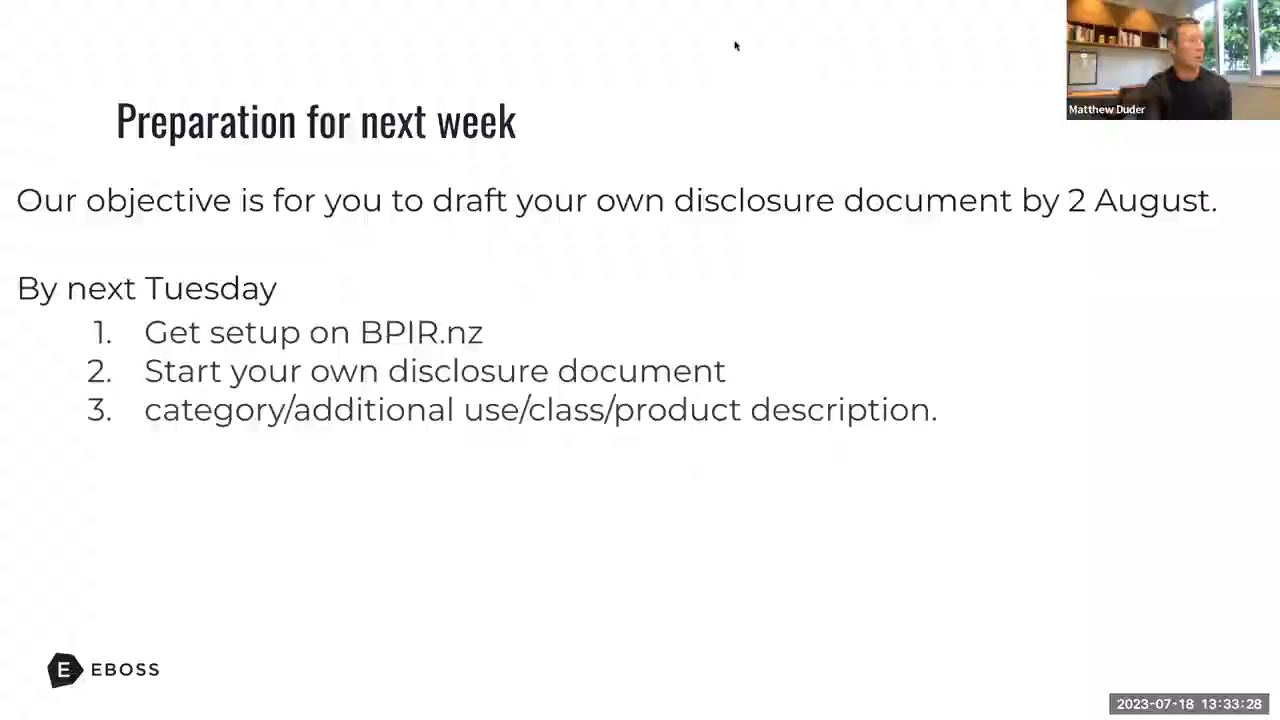 Matthew Duder
Preparation for next week
Our objective is for you to draft your own disclosure document by 2 August.
By next Tuesday
1. Get setup on BPIR.nz
2. Start your own disclosure document
3. category/additional use/class/product description.
E EBOSS
2023-07-18 13:33:28